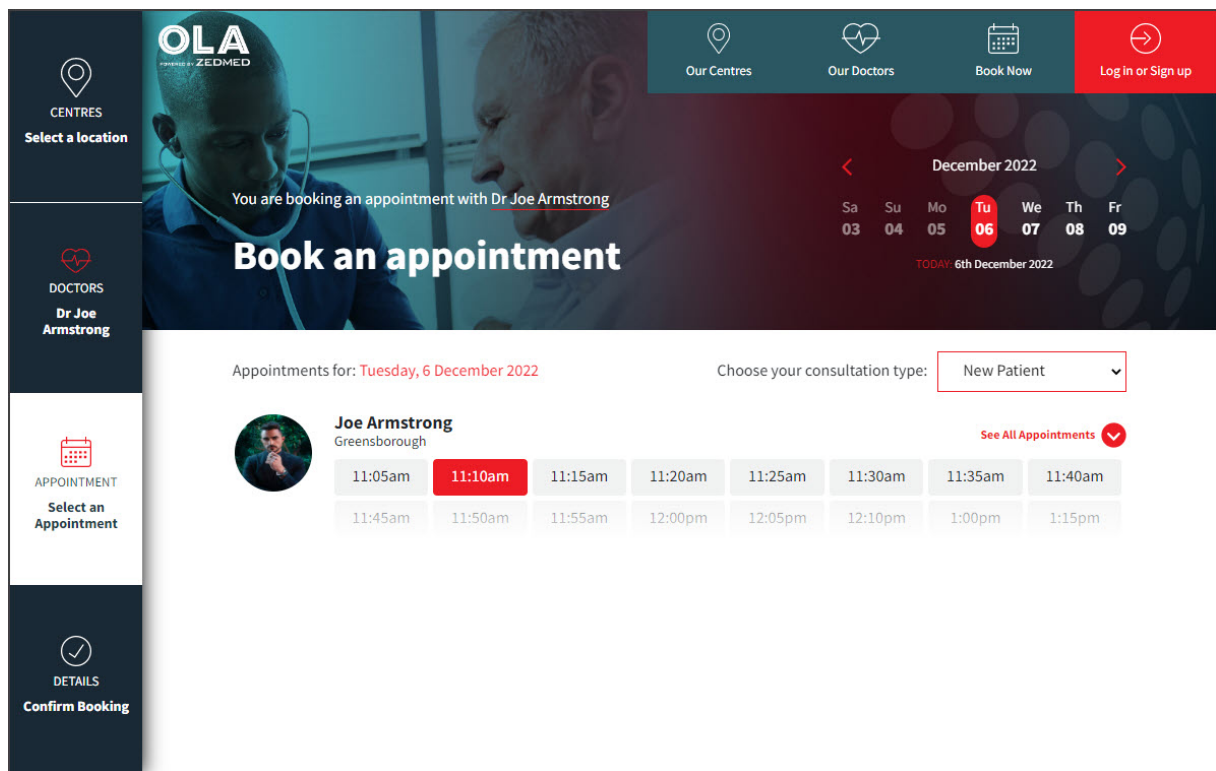 OLA
POWERED BY ZEDMED
Our Centres
Our Doctors
Book Now
Log in or Sign up
CENTRES
Select a location
DOCTORS
Dr Joe
Armstrong
APPOINTMENT
Select an
Appointment
DETAILS
Confirm Booking
You are booking an appointment with Dr Joe Armstrong
Book an appointment
December 2022
Sa Su Mo Tu We Th Fr
03 04 05 06 07 08 09
TODAY: 6th December 2022
Appointments for: Tuesday, 6 December 2022
Choose your consultation type: New Patient
Joe Armstrong
Greensborough
See All Appointments
11:05am 11:10am 11:15am 11:20am 11:25am 11:30am 11:35am 11:40am
11:45am 11:50am 11:55am 12:00pm 12:05pm 12:10pm 1:00pm 1:15pm